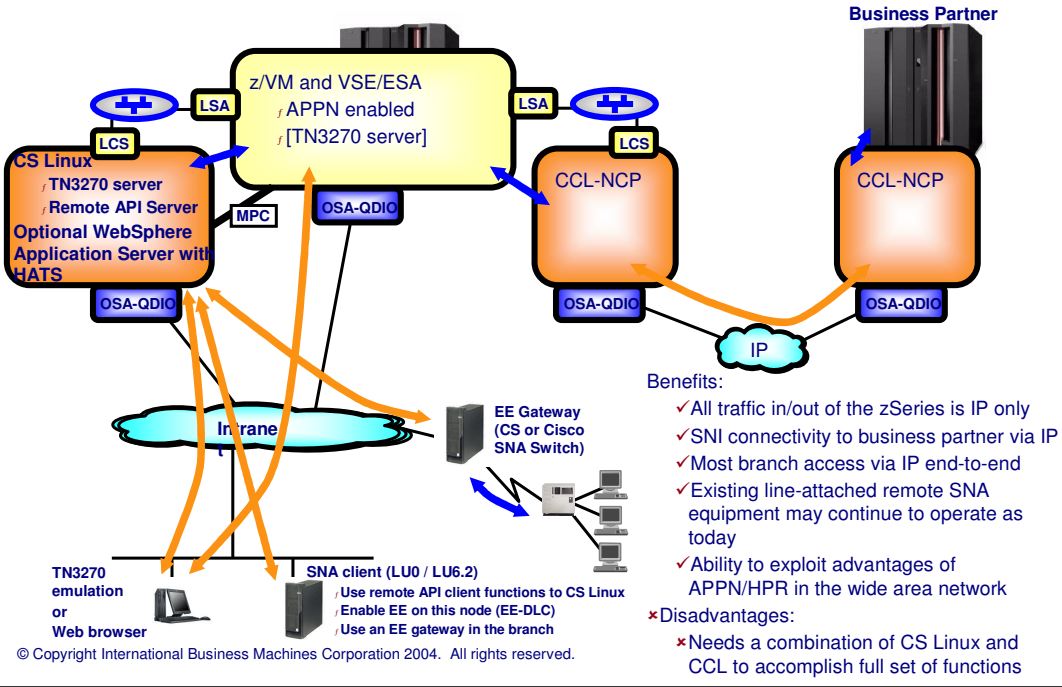 Business Partner
z/VM and VSE/ESA
ƒ APPN enabled
ƒ [TN3270 server]
LSA
LSA
LCS
LCS
CS Linux
ƒ TN3270 server
ƒ Remote API Server
Optional WebSphere
Application Server with
HATS
MPC
OSA-QDIO
CCL-NCP
CCL-NCP
OSA-QDIO
OSA-QDIO
OSA-QDIO
IP
Intrane
t
EE Gateway
(CS or Cisco
SNA Switch)
Benefits:
✓All traffic in/out of the zSeries is IP only
✓SNI connectivity to business partner via IP
✓Most branch access via IP end-to-end
✓Existing line-attached remote SNA
equipment may continue to operate as
today
✓Ability to exploit advantages of
APPN/HPR in the wide area network
×Disadvantages:
×Needs a combination of CS Linux and
CCL to accomplish full set of functions
TN3270
emulation
or
Web browser
SNA client (LU0 / LU6.2)
ƒ Use remote API client functions to CS Linux
ƒ Enable EE on this node (EE-DLC)
ƒ Use an EE gateway in the branch
© Copyright International Business Machines Corporation 2004. All rights reserved.